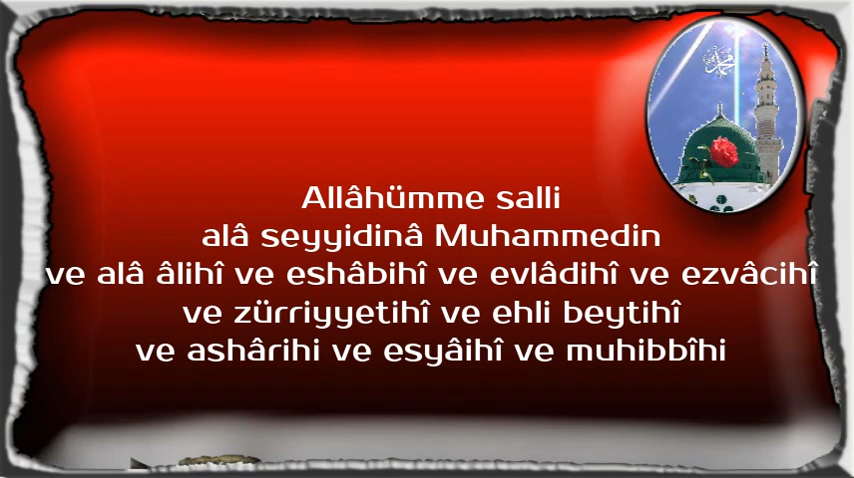 محمد
Allâhümme salli
alâ seyyidinâ Muhammedin
ve alâ âlihî ve eshâbihî ve evlâdihî ve ezvâcihî
ve zürriyyetihî ve ehli beytihî
ve ashârihi ve esyâihî ve muhibbîhi